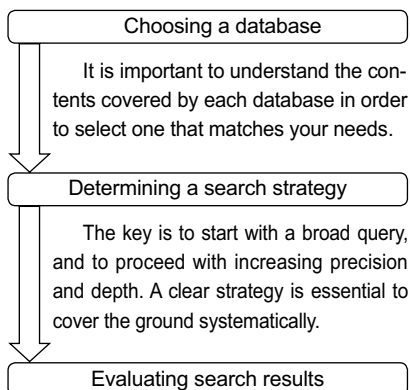 Choosing a database
It is important to understand the con-
tents covered by each database in order
to select one that matches your needs.
Determining a search strategy
The key is to start with a broad query,
and to proceed with increasing precision
and depth. A clear strategy is essential to
cover the ground systematically.
Evaluating search results